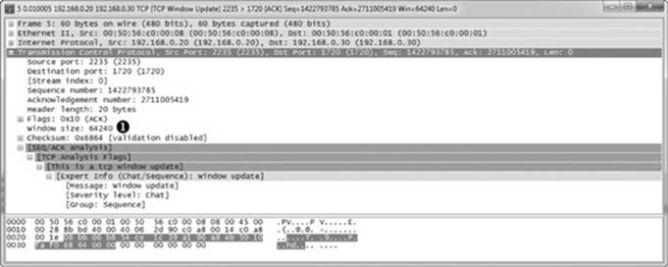 5 0.010005 192.168.0.20 192.168.0.30 TCP [TCP Window Update] 2235 > 1720 [ACK] Seq=1422793785 Ack=2711005419 Win=64240 Len=0
Frame 5: 60 bytes on wire (480 bits), 60 bytes captured (480 bits)
Ethernet II, Src: 00:50:56:c0:00:08 (00:50:56:c0:00:08), Dst: 00:50:56:c0:00:01 (00:50:56:c0:00:01)
Internet Protocol, Src: 192.168.0.20 (192.168.0.20), Dst: 192.168.0.30 (192.168.0.30)
Transmission Control Protocol, Src Port: 2235 (2235), Dst Port: 1720 (1720), Seq: 1422793785, Ack: 2711005419, Len: 0
Source port: 2235 (2235)
Destination port: 1720 (1720)
[Stream index: 0]
Sequence number: 1422793785
Acknowledgement number: 2711005419
Header length: 20 bytes
Flags: 0x10 (ACK)
Window size: 64240 1
Checksum: 0x6864 [validation disabled]
[SEQ/ACK analysis]
[TCP Analysis Flags]
[This is a tcp window update]
[Expert Info (Chat/Sequence): Window update]
[Message: Window update]
[Severity level: Chat]
[Group: Sequence]
0000 00 50 56 c0 00 01 00 50 56 c0 00 08 08 00 45 00 .PV....P V.....E.
0010 00 28 8b bd 40 00 40 06 2d 90 c0 a8 00 14 c0 a8
0020 00 1e
0030 fa f0 68 64 00 00 00 00 00 00 00 00